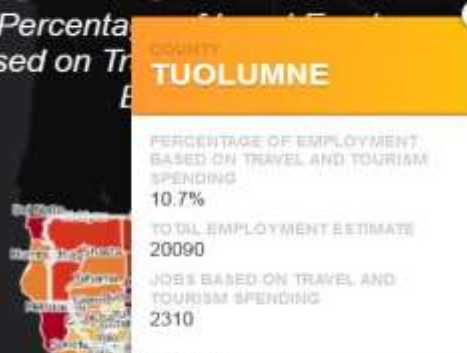 Percenta
sed on Tr
E
COUNTY
TUOLUMNE
PERCENTAGE OF EMPLOYMENT
BASED ON TRAVEL AND TOURISM
SPENDING
10.7%
TOTAL EMPLOYMENT ESTIMATE
20090
JOBS BASED ON TRAVEL AND
TOURISM SPENDING
2310